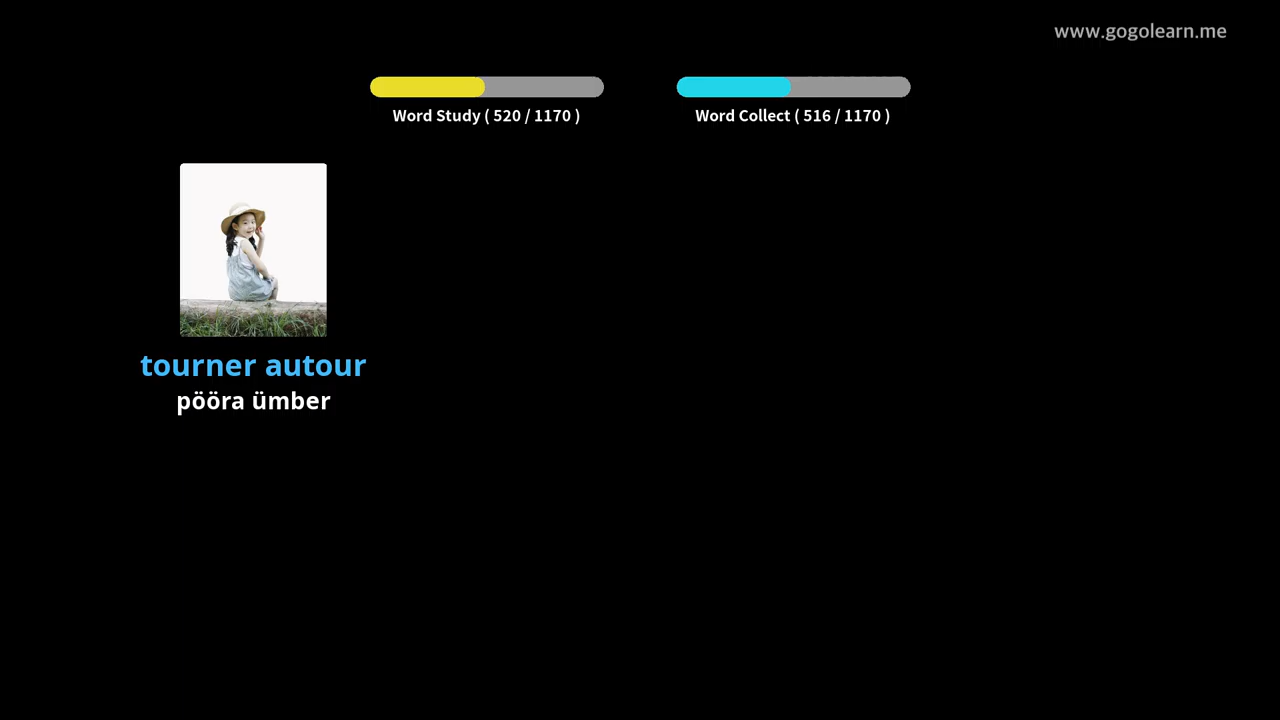 www.gogolearn.me
Word Study ( 520 / 1170 )
Word Collect ( 516 / 1170 )
tourner autour
pööra ümber